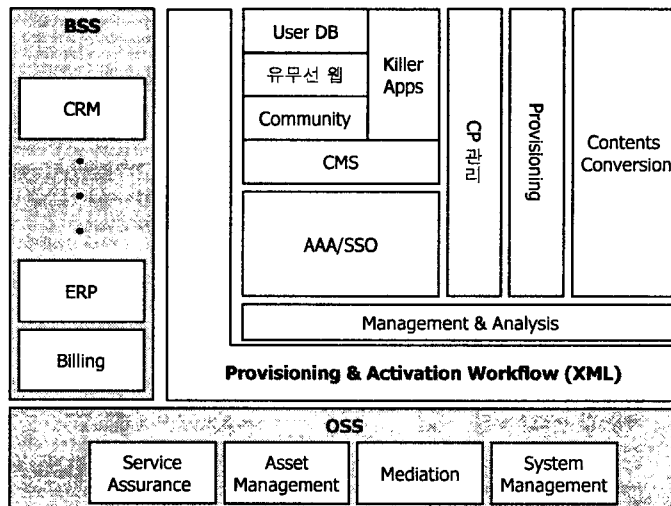 BSS
CRM
ERP
Billing
User DB
유무선 웹
Community
Killer
Apps
CMS
AAA/SSO
CP 관리
Provisioning
Contents
Conversion
Management & Analysis
Provisioning & Activation Workflow (XML)
OSS
Service
Assurance
Asset
Management
Mediation
System
Management